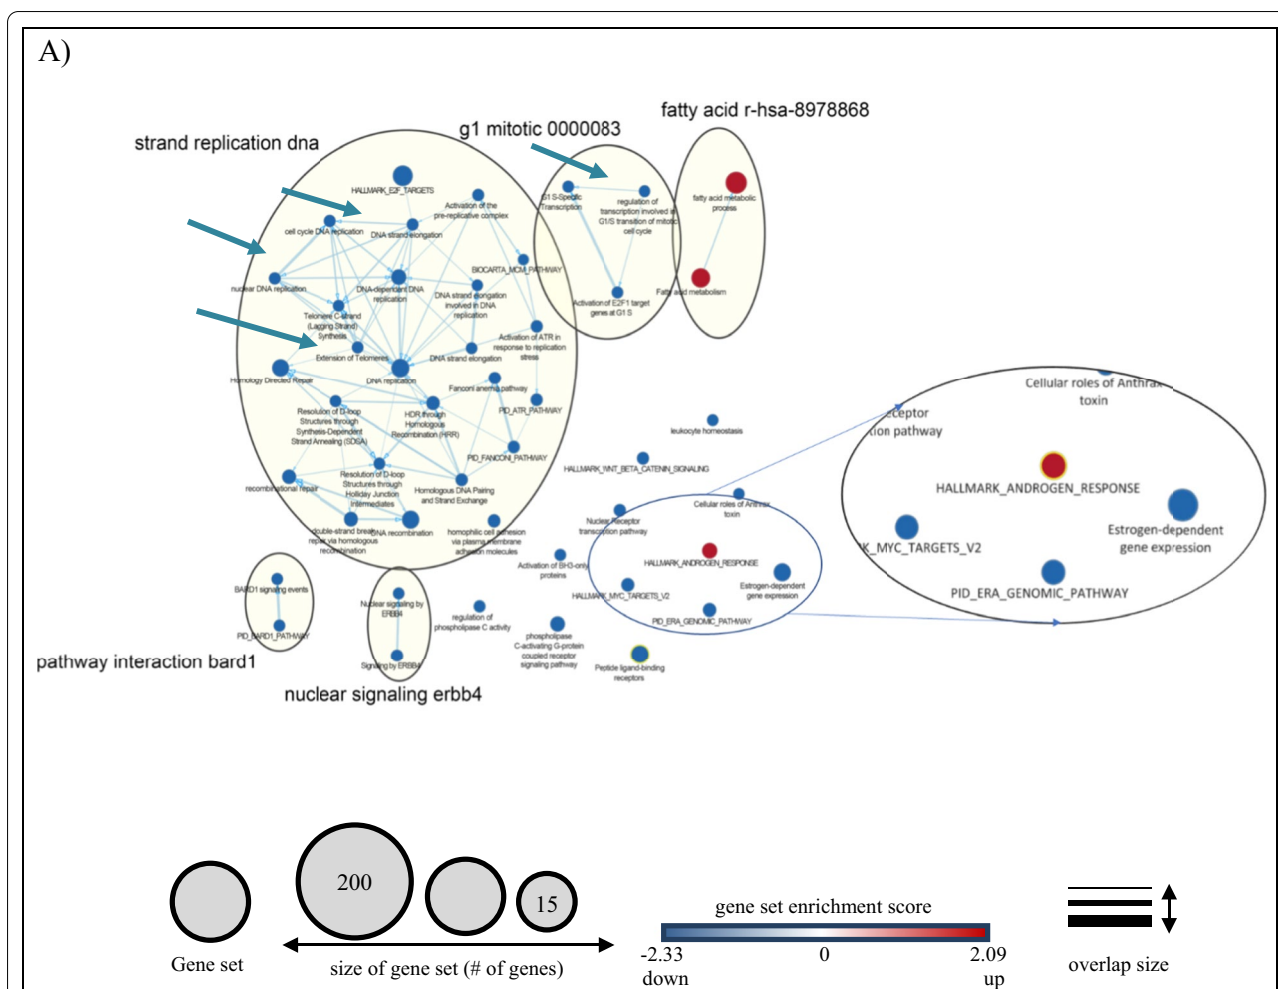 A)
fatty acid r-hsa-8978868
g1 mitotic 0000083
strand replication dna
HALLMARK_E2F_TARGETS
Activation of the
pre-replicative complex
cell cycle DNA replication
DNA strand elongation
G1 S-Specific
Transcription
regulation of
transcription involved in
G1/S transition of mitotic
cell cycle
fatty acid metabolic
process
BIOCARTA_MCM_PATHWAY
nuclear DNA replication
DNA-dependent DNA
replication
DNA strand elongation
involved in DNA
replication
Activation of E2F1 target
genes at G1 S
Fatty acid metabolism
Telomere C-strand
(Lagging Strand)
Synthesis
Extension of Telomeres
DNA strand elongation
Activation of ATR in
response to replication
stress
Homology Directed Repair
DNA replication
Fanconi anemia pathway
Resolution of D-loop
Structures through
Synthesis-Dependent
Strand Annealing (SDSA)
HDR through
Homologous
Recombination (HRR)
PID_ATR_PATHWAY
PID_FANCONI_PATHWAY
recombinational repair
Resolution of D-loop
Structures through
Holliday Junction
Intermediates
Homologous DNA Pairing
and Strand Exchange
double-strand break
repair via homologous
recombination
DNA recombination
homophilic cell adhesion
via plasma membrane
adhesion molecules
leukocyte homeostasis
HALLMARK_WNT_BETA_CATENIN_SIGNALING
Cellular roles of Anthrax
toxin
Nuclear Receptor
transcription pathway
HALLMARK_ANDROGEN_RESPONSE
Activation of BH3-only
proteins
HALLMARK_MYC_TARGETS_V2
Estrogen-dependent
gene expression
PID_ERA_GENOMIC_PATHWAY
regulation of
phospholipase C activity
phospholipase
C-activating G-protein
coupled receptor
signaling pathway
Peptide ligand-binding
receptors
BARD1 signaling events
PID_BARD1_PATHWAY
pathway interaction bard1
Nuclear signaling by
ERBB4
Signaling by ERBB4
nuclear signaling erbb4
Cellular roles of Anthrax
toxin
eceptor
tion pathway
HALLMARK_ANDROGEN_RESPONSE
K_MYC_TARGETS_V2
Estrogen-dependent
gene expression
PID_ERA_GENOMIC_PATHWAY
200
15
Gene set
size of gene set (# of genes)
gene set enrichment score
-2.33
0
2.09
down
up
overlap size